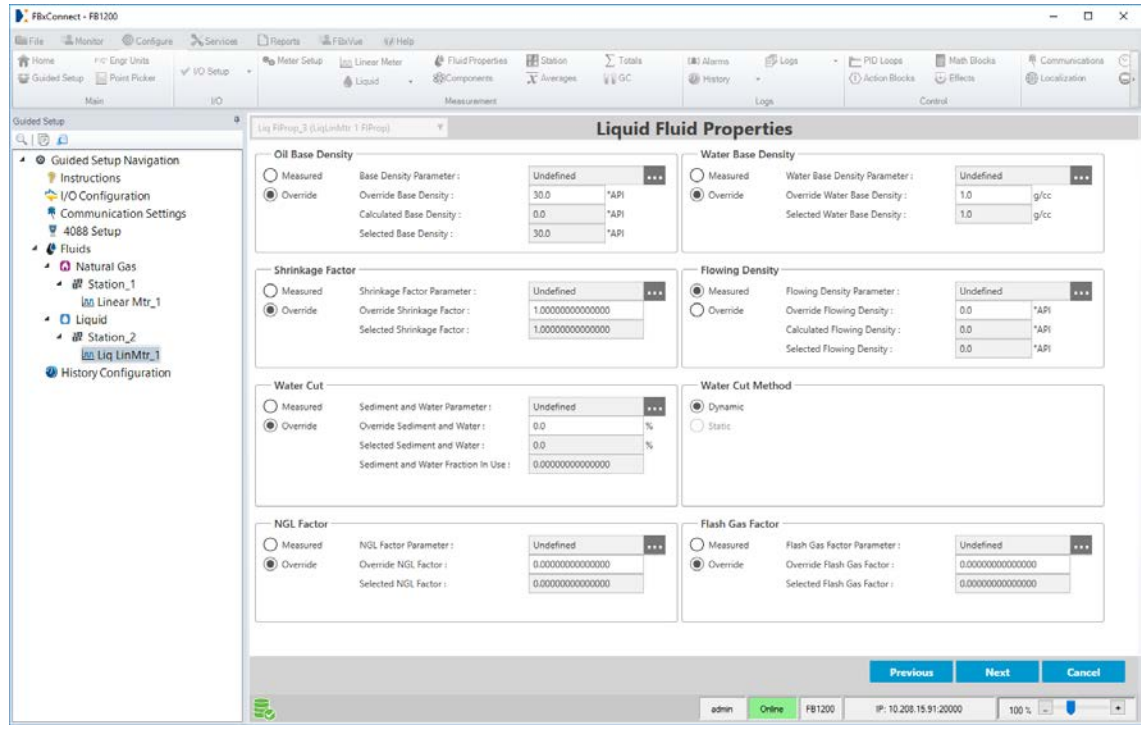 FBxConnect - FB1200
File Monitor Configure Services Reports FBiVue Help
Home Engr Units Meter Setup Linear Meter Fluid Properties Station Totals Alarms Logs PID Loops Math Blocks Communications
Guided Setup Point Picker I/O Setup Liquid Components Averages GC History Action Blocks Effects Localization
Main I/O Measurement Logs Control
Guided Setup
Guided Setup Navigation
Instructions
I/O Configuration
Communication Settings
4088 Setup
Fluids
Natural Gas
Station_1
Linear Mtr_1
Liquid
Station_2
Liq LinMtr_1
History Configuration
Liq FlProp_3 (LiqLinMtr 1 FlProp)
Liquid Fluid Properties
Oil Base Density
Measured Base Density Parameter : Undefined ...
Override Override Base Density : 30.0 °API
Calculated Base Density : 0.0 °API
Selected Base Density : 30.0 °API
Water Base Density
Measured Water Base Density Parameter : Undefined ...
Override Override Water Base Density : 1.0 g/cc
Selected Water Base Density : 1.0 g/cc
Shrinkage Factor
Measured Shrinkage Factor Parameter : Undefined ...
Override Override Shrinkage Factor : 1.00000000000000
Selected Shrinkage Factor : 1.00000000000000
Flowing Density
Measured Flowing Density Parameter : Undefined ...
Override Override Flowing Density : 0.0 °API
Calculated Flowing Density : 0.0 °API
Selected Flowing Density : 0.0 °API
Water Cut
Measured Sediment and Water Parameter : Undefined ...
Override Override Sediment and Water : 0.0 %
Selected Sediment and Water : 0.0 %
Sediment and Water Fraction In Use : 0.00000000000000
Water Cut Method
Dynamic
Static
NGL Factor
Measured NGL Factor Parameter : Undefined ...
Override Override NGL Factor : 0.00000000000000
Selected NGL Factor : 0.00000000000000
Flash Gas Factor
Measured Flash Gas Factor Parameter : Undefined ...
Override Override Flash Gas Factor : 0.00000000000000
Selected Flash Gas Factor : 0.00000000000000
Previous Next Cancel
admin Online FB1200 IP: 10.208.15.91:20000 100 % - +